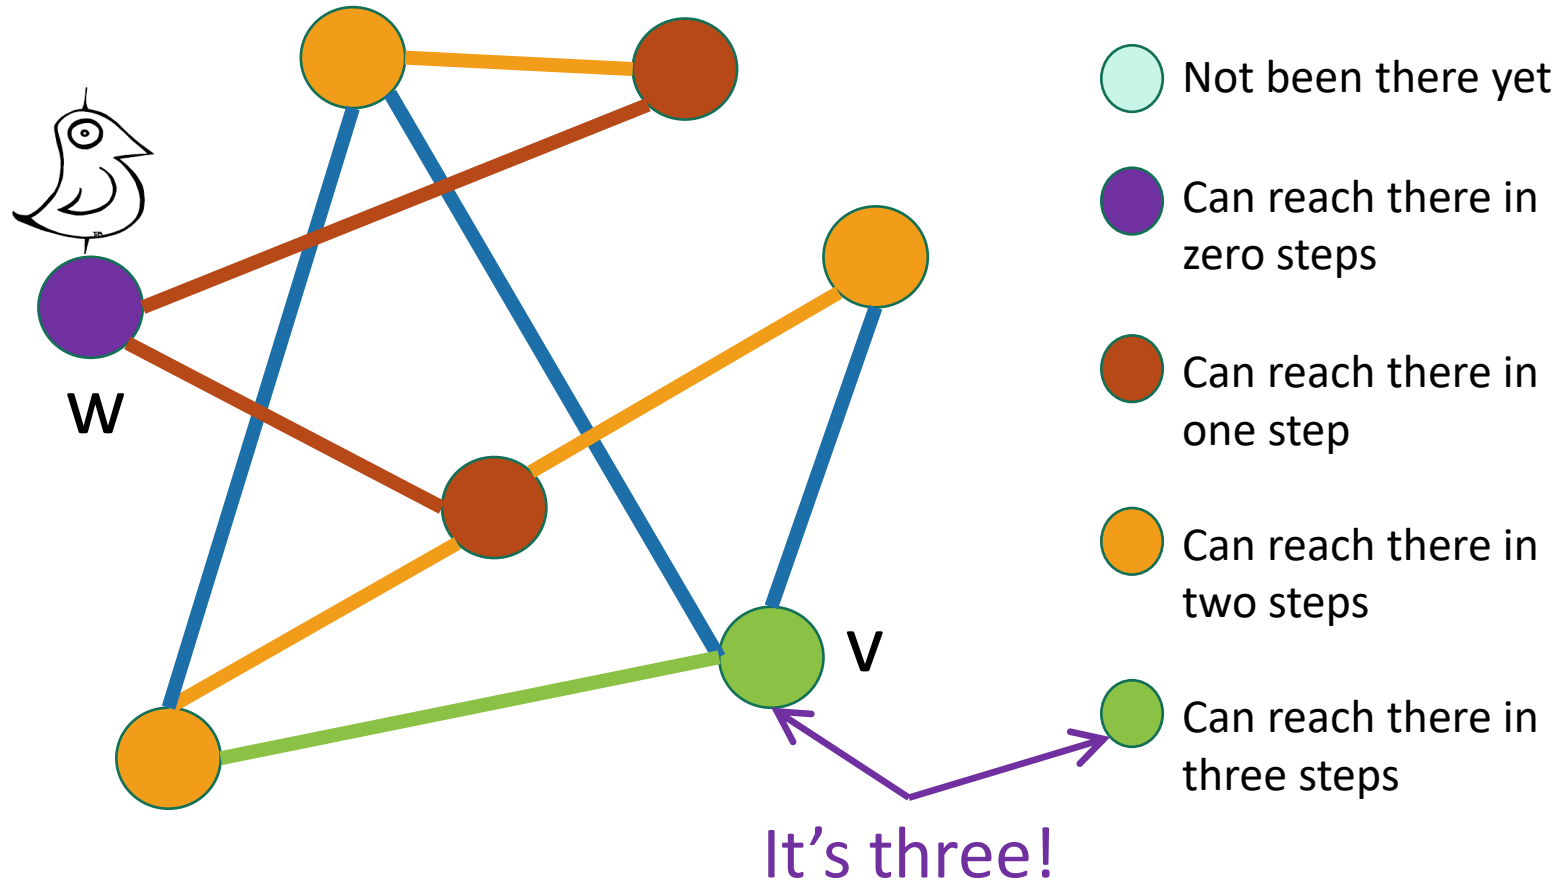 Not been there yet
Can reach there in
zero steps
w
Can reach there in
one step
Can reach there in
two steps
v
Can reach there in
three steps
It’s three!